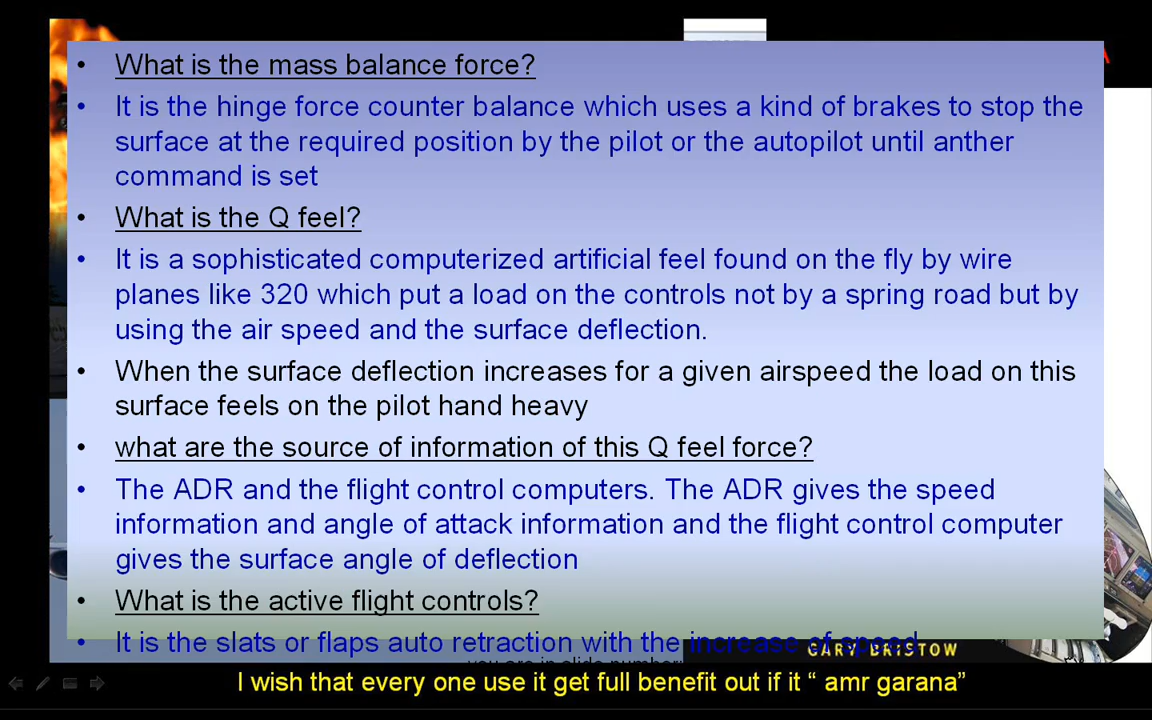 • What is the mass balance force?
• It is the hinge force counter balance which uses a kind of brakes to stop the
surface at the required position by the pilot or the autopilot until anther
command is set
• What is the Q feel?
• It is a sophisticated computerized artificial feel found on the fly by wire
planes like 320 which put a load on the controls not by a spring road but by
using the air speed and the surface deflection.
• When the surface deflection increases for a given airspeed the load on this
surface feels on the pilot hand heavy
• what are the source of information of this Q feel force?
• The ADR and the flight control computers. The ADR gives the speed
information and angle of attack information and the flight control computer
gives the surface angle of deflection
• What is the active flight controls?
• It is the slats or flaps auto retraction with the increase of speed
GARY BRISTOW
you are in slide number
I wish that every one use it get full benefit out if it “ amr garana”